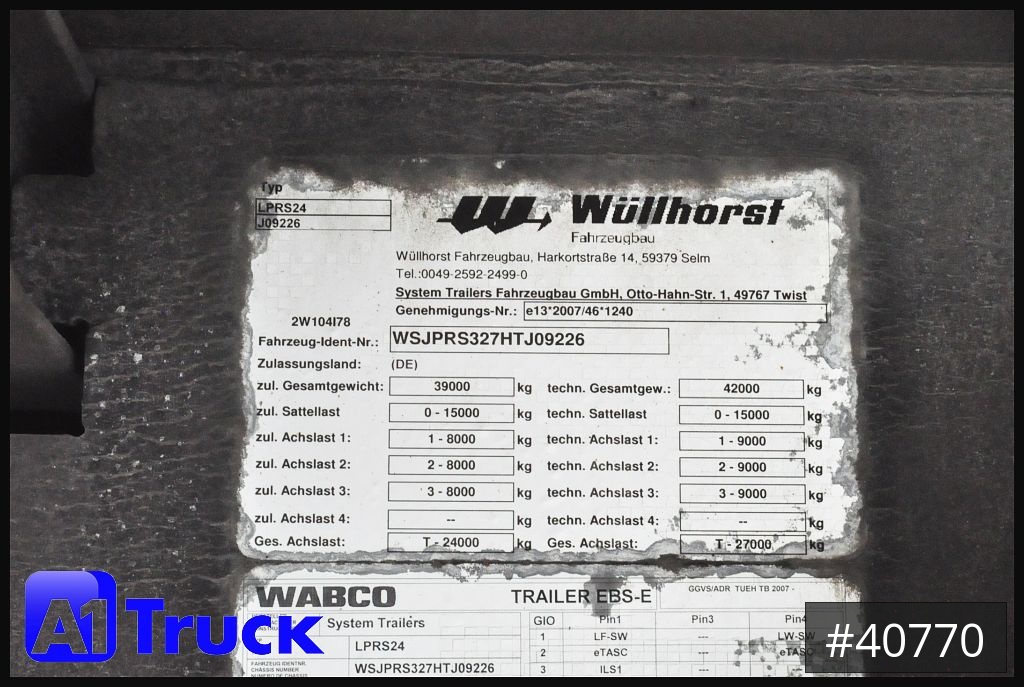 Typ
LPRS24
J09226
Wüllhorst
Fahrzeugbau
Wüllhorst Fahrzeugbau, Harkortstraße 14, 59379 Selm
Tel.:0049-2592-2499-0
System Trailers Fahrzeugbau GmbH, Otto-Hahn-Str. 1, 49767 Twist
Genehmigungs-Nr.: e13*2007/46*1240
2W104I78
Fahrzeug-Ident-Nr.: WSJPRS327HTJ09226
Zulassungsland: (DE)
zul. Gesamtgewicht: 39000 kg techn. Gesamtgew.: 42000 kg
zul. Sattellast 0 - 15000 kg techn. Sattellast 0 - 15000 kg
zul. Achslast 1: 1 - 8000 kg techn. Achslast 1: 1 - 9000 kg
zul. Achslast 2: 2 - 8000 kg techn. Achslast 2: 2 - 9000 kg
zul. Achslast 3: 3 - 8000 kg techn. Achslast 3: 3 - 9000 kg
zul. Achslast 4: -- kg techn. Achslast 4: -- kg
Ges. Achslast: T - 24000 kg Ges. Achslast: T - 27000 kg
WABCO TRAILER EBS-E GGVS/ADR TUEH TB 2007 -
System Trailers GIO Pin1 Pin3 Pin4
LPRS24 1 LF-SW --- LW-SW
2 eTASC --- eTASC
FAHRZEUG IDENTNR.
CHASSIS NUMBER
WSJPRS327HTJ09226 3 ILS1 --- ---
A1 Truck
#40770